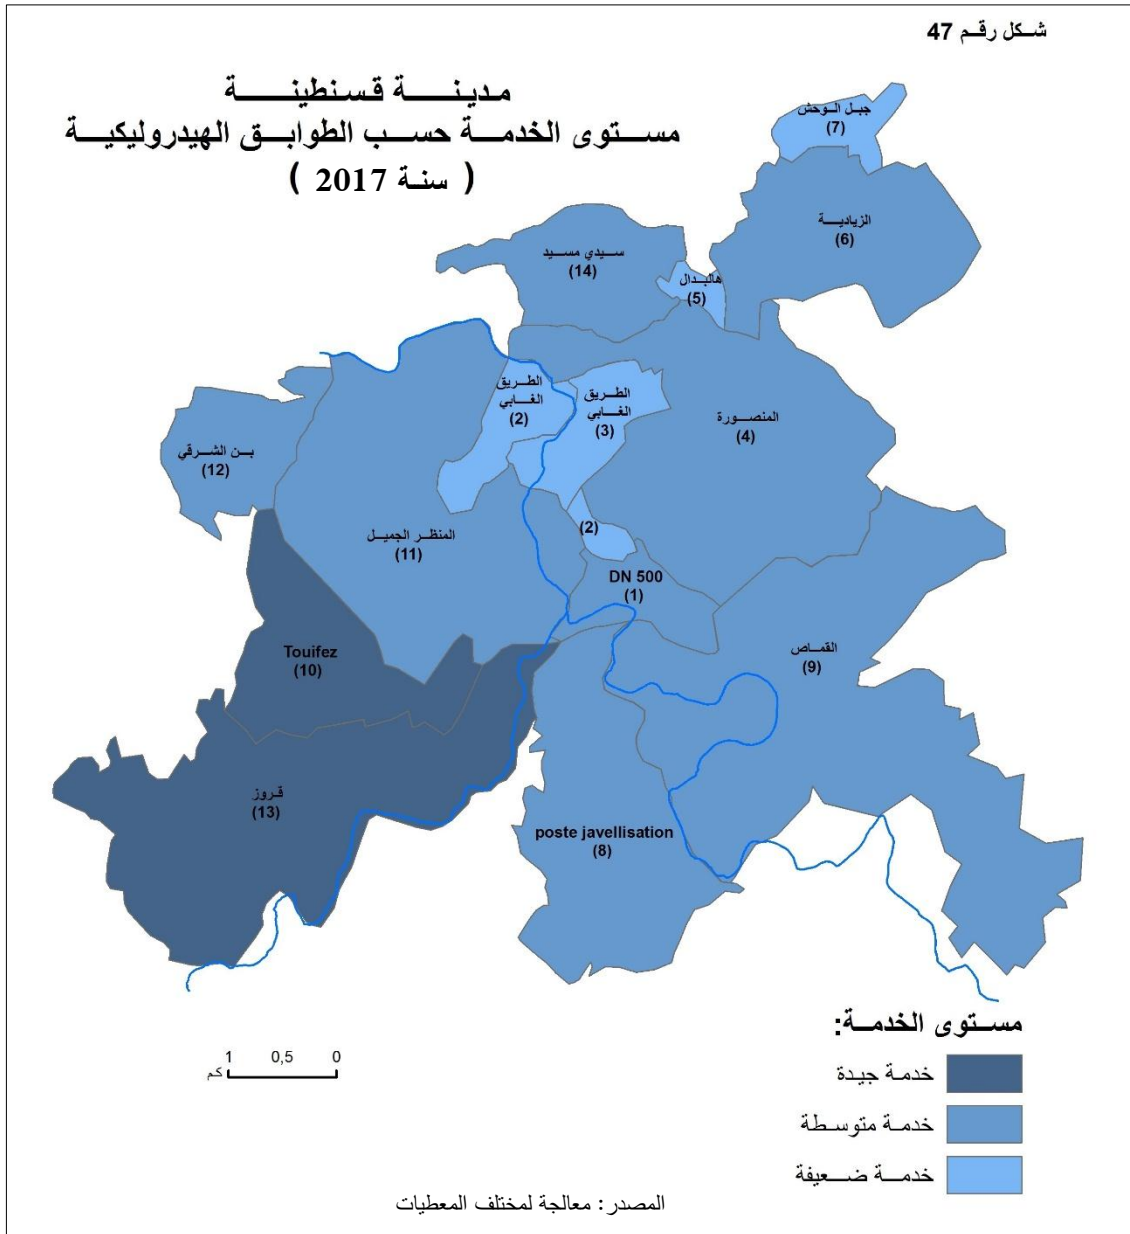 شكل رقم 47
مدينة قسنطينة
مستوى الخدمة حسب الطوابق الهيدروليكية
( سنة 2017 )
جبل الوحش
(7)
الزيادية
(6)
سيدي مسيد
(14)
هالبدال
(5)
الطريق
الغابي
(2)
الطريق
الغابي
(3)
المنصورة
(4)
بن الشرقي
(12)
المنظر الجميل
(11)
(2)
DN 500
(1)
Touifez
(10)
القماص
(9)
قروز
(13)
poste javellisation
(8)
مستوى الخدمة:
خدمة جيدة
خدمة متوسطة
خدمة ضعيفة
1 0,5 0
كم
المصدر: معالجة لمختلف المعطيات